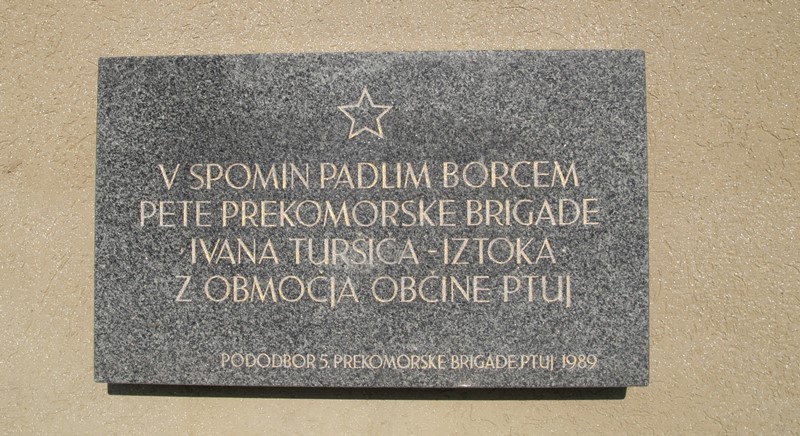 V SPOMIN PADLIM BORCEM
PETE PREKOMORSKE BRIGADE
IVANA TURŠIČA - IZTOKA
Z OBMOČJA OBČINE PTUJ
PODODBOR 5. PREKOMORSKE BRIGADE PTUJ 1989